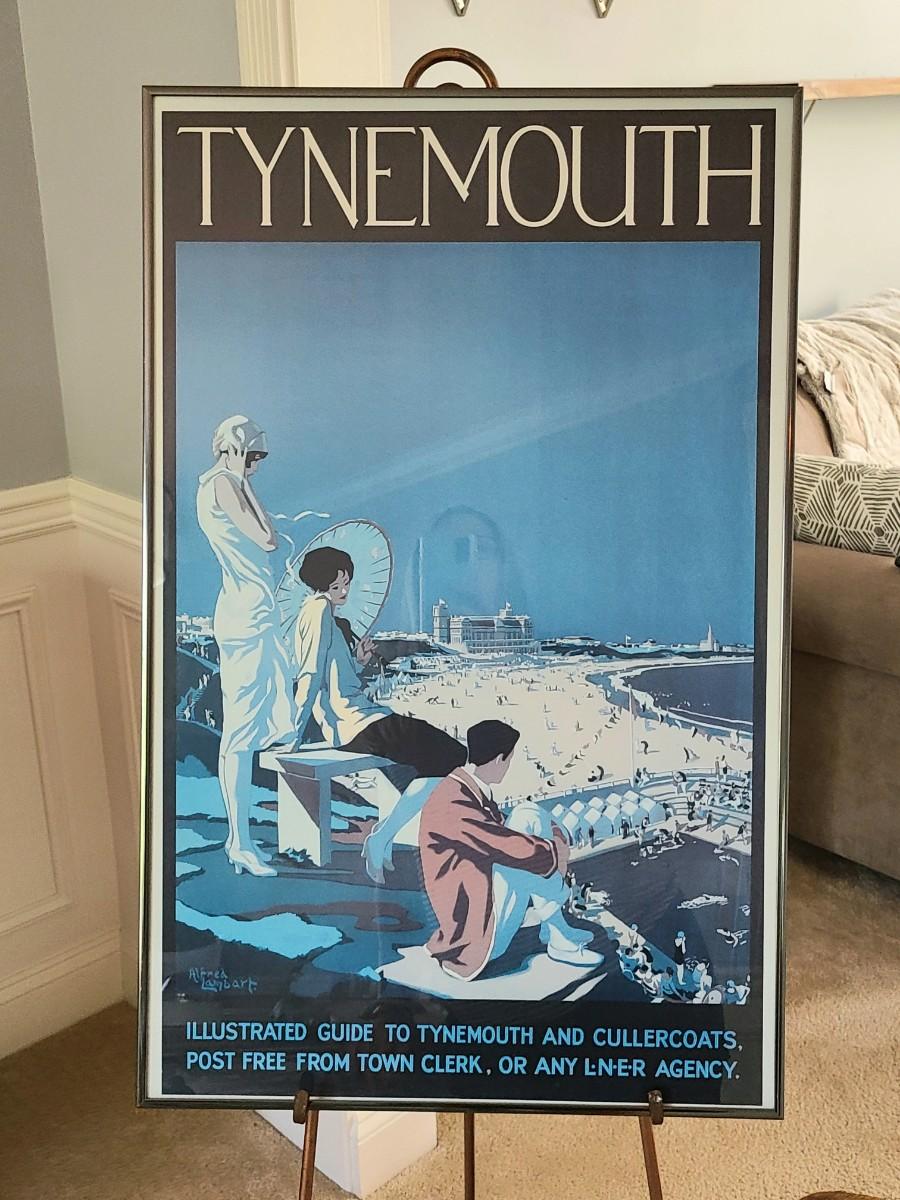 TYNEMOUTH
Alfred
Lambart
ILLUSTRATED GUIDE TO TYNEMOUTH AND CULLERCOATS,
POST FREE FROM TOWN CLERK, OR ANY L·N·E·R AGENCY.